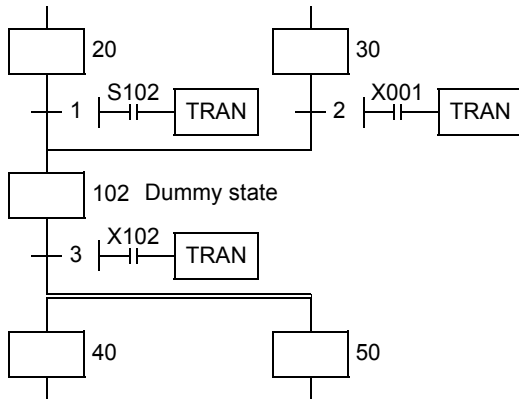 20
30
1 S102 TRAN
2 X001 TRAN
102 Dummy state
3 X102 TRAN
40
50